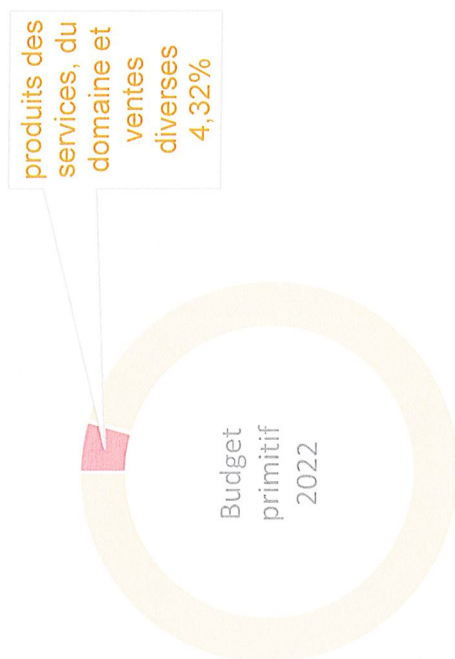 produits des
services, du
domaine et
ventes
diverses
4,32%
Budget
primitif
2022